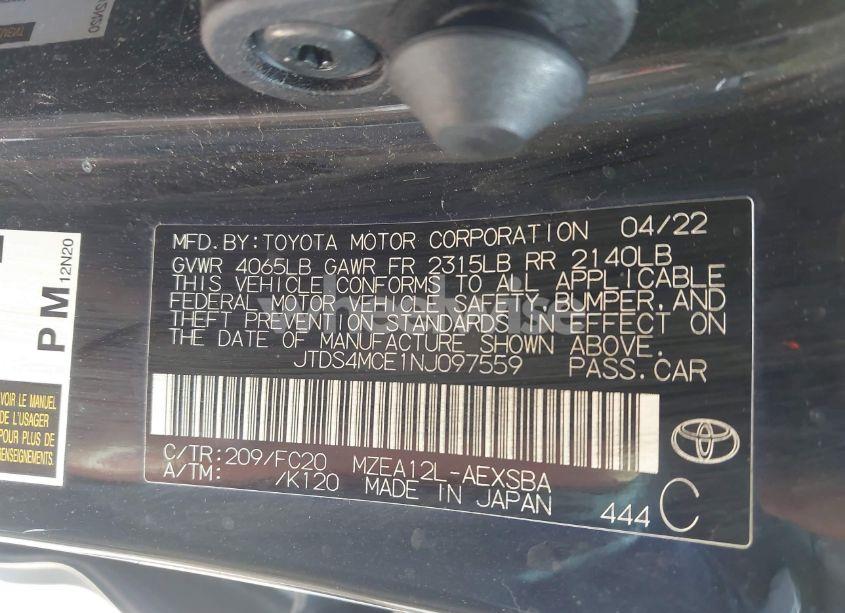 MFD.BY:TOYOTA MOTOR CORPORATION 04/22
GVWR 4065LB GAWR FR 2315LB RR 2140LB
THIS VEHICLE CONFORMS TO ALL APPLICABLE
FEDERAL MOTOR VEHICLE SAFETY, BUMPER, AND
THEFT PREVENTION STANDARDS IN EFFECT ON
THE DATE OF MANUFACTURE SHOWN ABOVE.
JTDS4MCE1NJ097559 PASS.CAR
C/TR:209/FC20 MZEA12L-AEXSBA
A/TM: /K120 MADE IN JAPAN
444 C
PM
12N20
VOIR LE MANUEL
DE L'USAGER
POUR PLUS DE
RENSEIGNEMENTS.